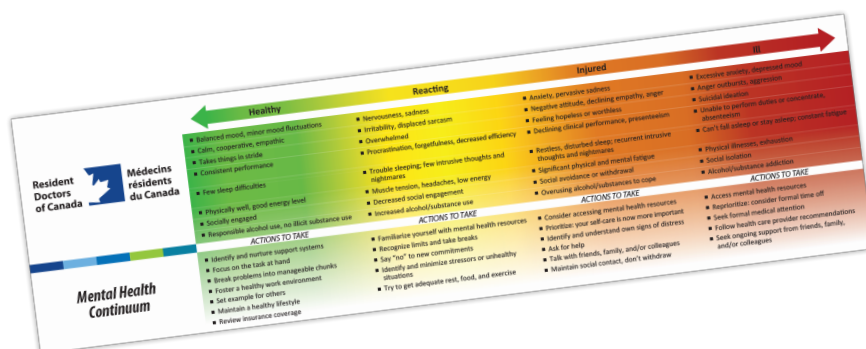 Resident
Doctors
of Canada
Médecins
résidents
du Canada
Mental Health
Continuum
Healthy
Balanced mood, minor mood fluctuations
Calm, cooperative, empathic
Takes things in stride
Consistent performance
Few sleep difficulties
Physically well, good energy level
Socially engaged
Responsible alcohol use, no illicit substance use
ACTIONS TO TAKE
Identify and nurture support systems
Focus on the task at hand
Break problems into manageable chunks
Foster a healthy work environment
Set example for others
Maintain a healthy lifestyle
Review insurance coverage
Reacting
Nervousness, sadness
Irritability, displaced sarcasm
Overwhelmed
Procrastination, forgetfulness, decreased efficiency
Trouble sleeping; few intrusive thoughts and
nightmares
Muscle tension, headaches, low energy
Decreased social engagement
Increased alcohol/substance use
ACTIONS TO TAKE
Familiarize yourself with mental health resources
Recognize limits and take breaks
Say "no" to new commitments
Identify and minimize stressors or unhealthy
situations
Try to get adequate rest, food, and exercise
Injured
Anxiety, pervasive sadness
Negative attitude, declining empathy, anger
Feeling hopeless or worthless
Declining clinical performance, presenteeism
Restless, disturbed sleep; recurrent intrusive
thoughts and nightmares
Significant physical and mental fatigue
Social avoidance or withdrawal
Overusing alcohol/substances to cope
ACTIONS TO TAKE
Consider accessing mental health resources
Prioritize: your self-care is now more important
Identify and understand own signs of distress
Ask for help
Talk with friends, family, and/or colleagues
Maintain social contact, don't withdraw
Ill
Excessive anxiety, depressed mood
Anger outbursts, aggression
Suicidal ideation
Unable to perform duties or concentrate,
absenteeism
Can't fall asleep or stay asleep; constant fatigue
Physical illnesses, exhaustion
Social isolation
Alcohol/substance addiction
ACTIONS TO TAKE
Access mental health resources
Reprioritize: consider formal time off
Seek formal medical attention
Follow health care provider recommendations
Seek ongoing support from friends, family,
and/or colleagues